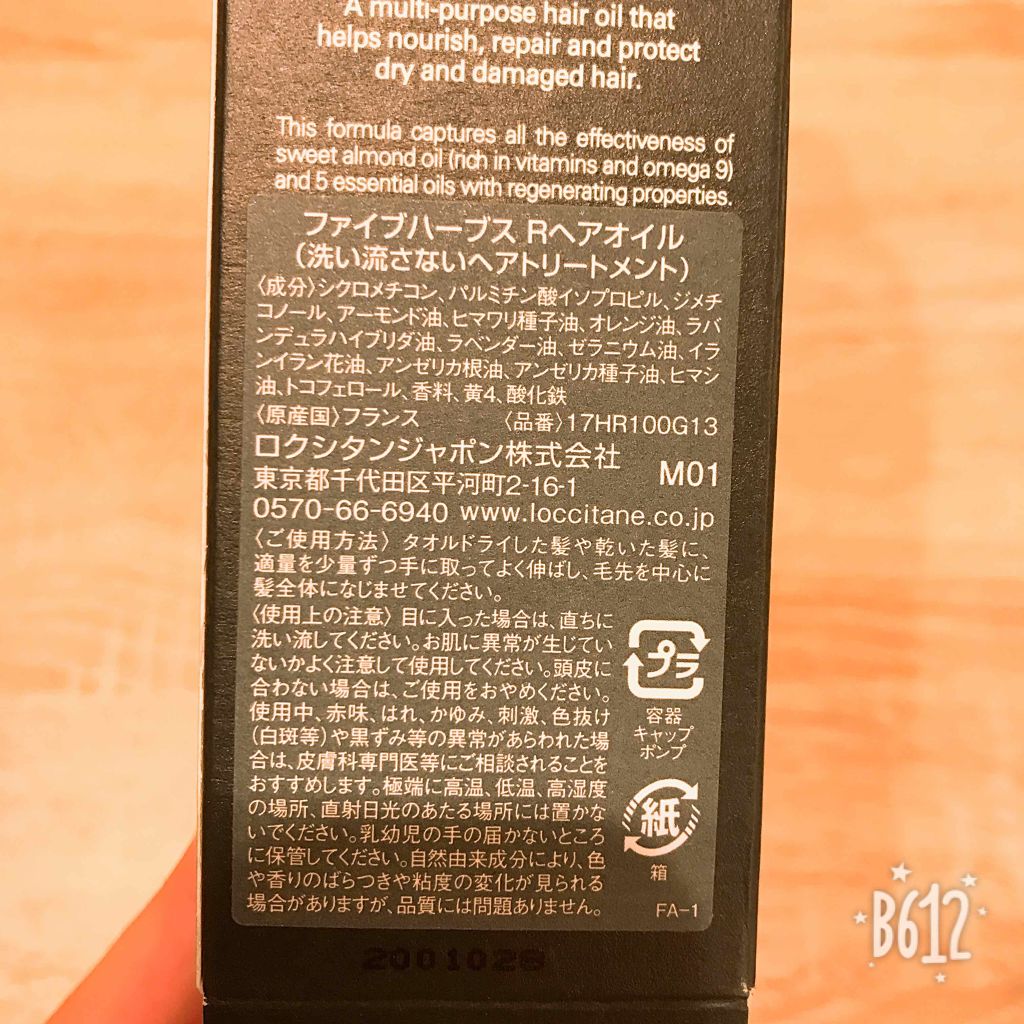 A multi-purpose hair oil that
helps nourish, repair and protect
dry and damaged hair.
This formula captures all the effectiveness of
sweet almond oil (rich in vitamins and omega 9)
and 5 essential oils with regenerating properties.
ファイブハーブス Rヘアオイル
(洗い流さないヘアトリートメント)
〈成分〉シクロメチコン、パルミチン酸イソプロピル、ジメチ
コノール、アーモンド油、ヒマワリ種子油、オレンジ油、ラバ
ンデュラハイブリダ油、ラベンダー油、ゼラニウム油、イラ
ンイラン花油、アンゼリカ根油、アンゼリカ種子油、ヒマシ
油、トコフェロール、香料、黄4、酸化鉄
〈原産国〉フランス 〈品番〉17HR100G13
ロクシタンジャポン株式会社 M01
東京都千代田区平河町2-16-1
0570-66-6940 www.loccitane.co.jp
〈ご使用方法〉タオルドライした髪や乾いた髪に、
適量を少量ずつ手に取ってよく伸ばし、毛先を中心に
髪全体になじませてください。
〈使用上の注意〉目に入った場合は、直ちに
洗い流してください。お肌に異常が生じてい
ないかよく注意して使用してください。頭皮に
合わない場合は、ご使用をおやめください。
使用中、赤味、はれ、かゆみ、刺激、色抜け
(白斑等)や黒ずみ等の異常があらわれた場
合は、皮膚科専門医等にご相談されることを
おすすめします。極端に高温、低温、高湿度
の場所、直射日光のあたる場所には置かな
いでください。乳幼児の手の届かないところ
に保管してください。自然由来成分により、色
や香りのばらつきや粘度の変化が見られる
場合がありますが、品質には問題ありません。
プラ
容器
キャップ
ポンプ
紙
箱
FA-1
2001028
B612